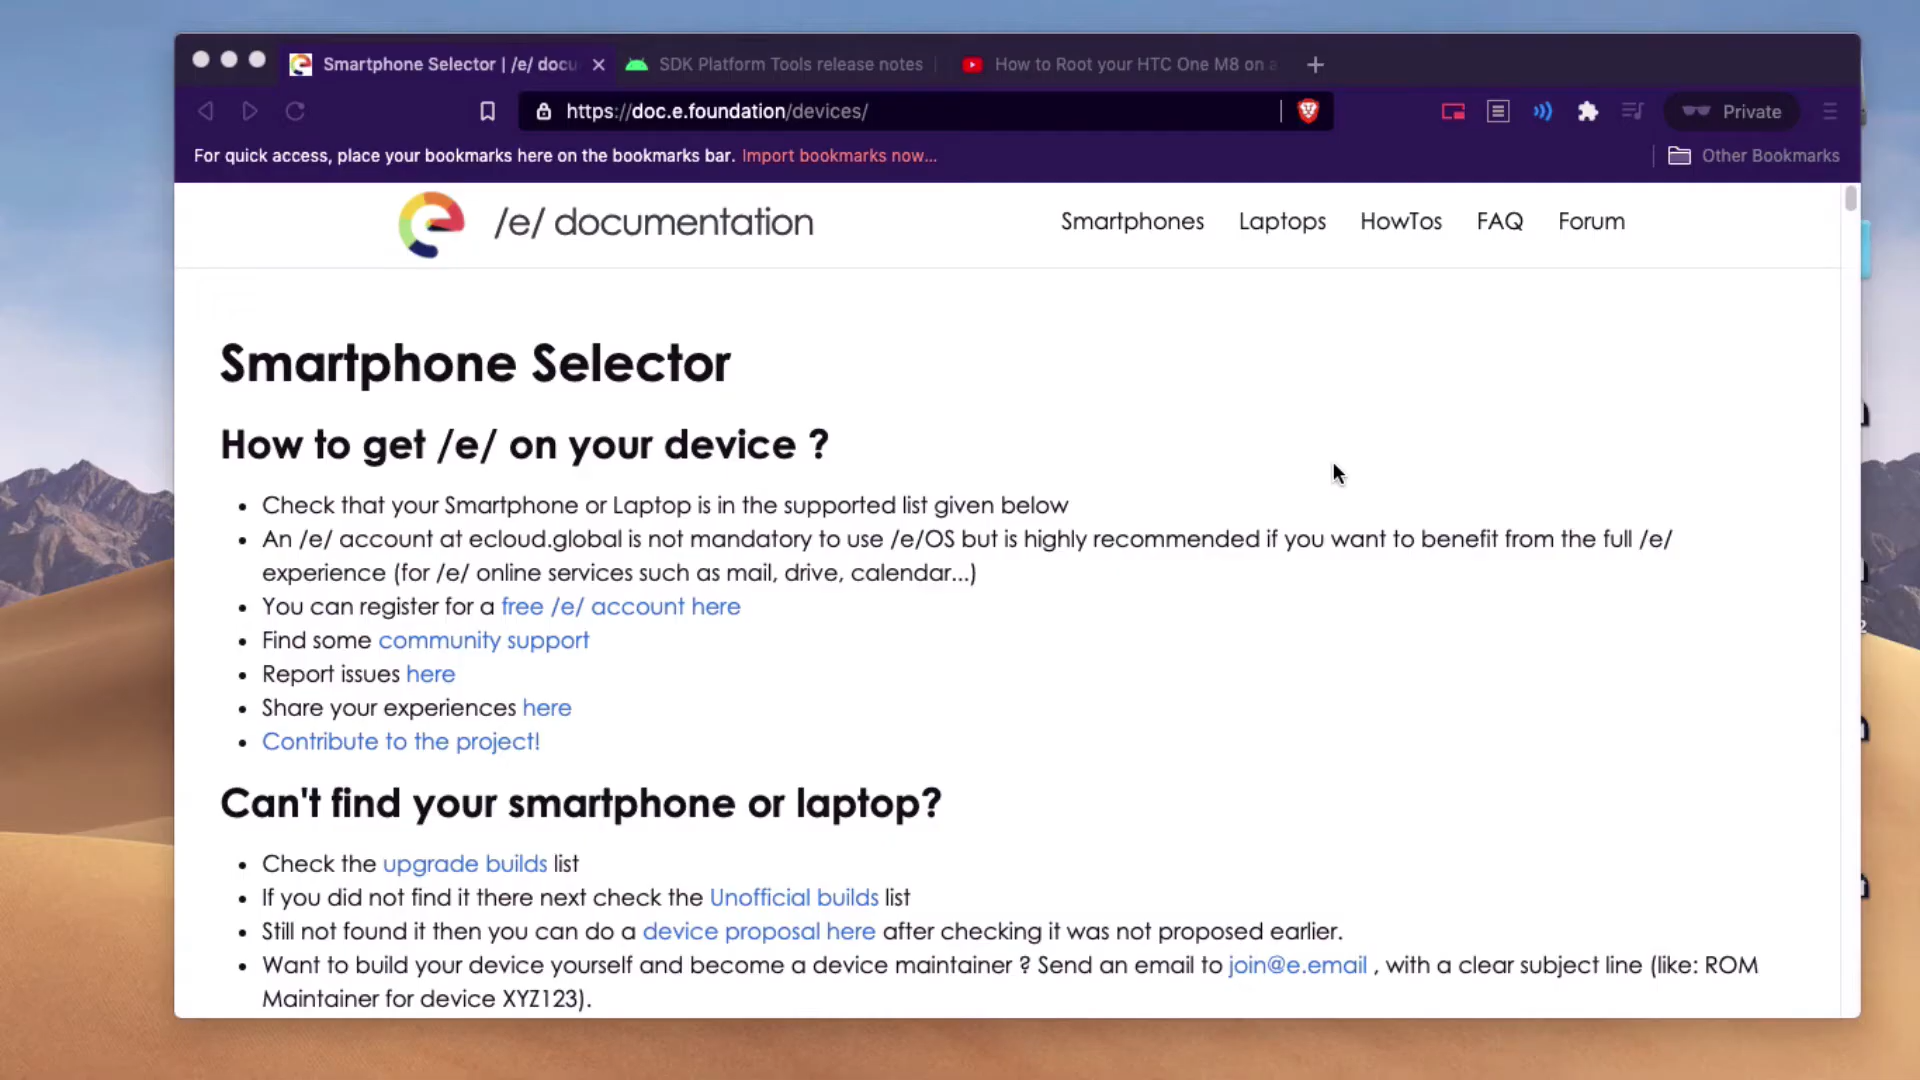 Smartphone Selector | /e/ docu
SDK Platform Tools release notes
How to Root your HTC One M8 on a
https://doc.e.foundation/devices/
Private
For quick access, place your bookmarks here on the bookmarks bar. Import bookmarks now...
Other Bookmarks
/e/ documentation
Smartphones
Laptops
HowTos
FAQ
Forum
Smartphone Selector
How to get /e/ on your device ?
Check that your Smartphone or Laptop is in the supported list given below
An /e/ account at ecloud.global is not mandatory to use /e/OS but is highly recommended if you want to benefit from the full /e/
experience (for /e/ online services such as mail, drive, calendar...)
You can register for a free /e/ account here
Find some community support
Report issues here
Share your experiences here
Contribute to the project!
Can't find your smartphone or laptop?
Check the upgrade builds list
If you did not find it there next check the Unofficial builds list
Still not found it then you can do a device proposal here after checking it was not proposed earlier.
Want to build your device yourself and become a device maintainer ? Send an email to join@e.email , with a clear subject line (like: ROM
Maintainer for device XYZ123).